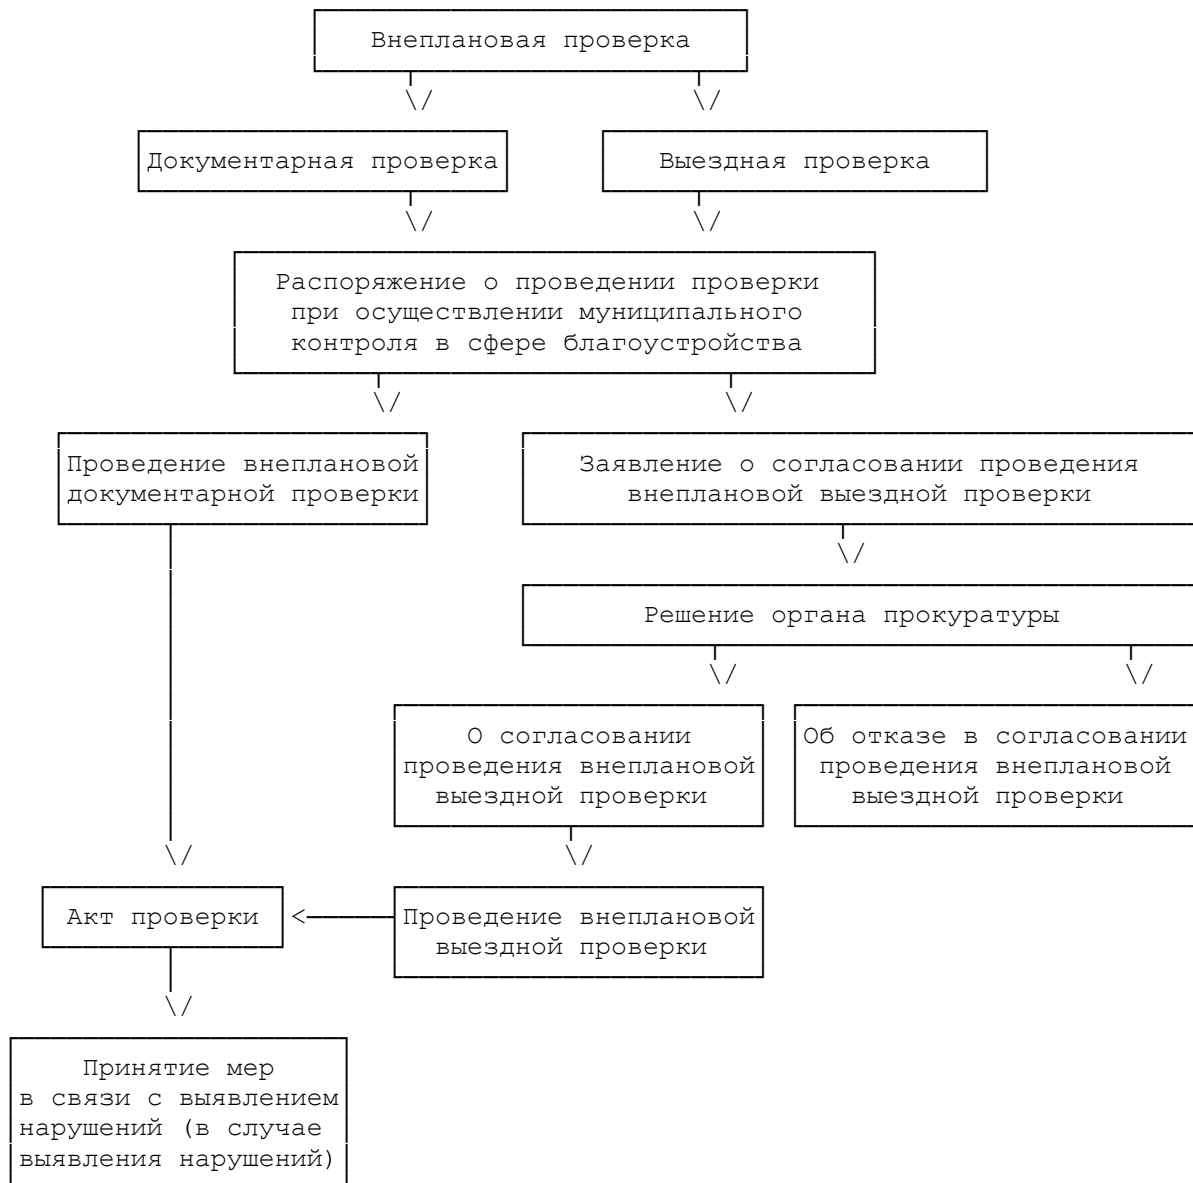 Внеплановая проверка
Документарная проверка
Выездная проверка
Распоряжение о проведении проверки
при осуществлении муниципального
контроля в сфере благоустройства
Проведение внеплановой
документарной проверки
Заявление о согласовании проведения
внеплановой выездной проверки
Решение органа прокуратуры
О согласовании
проведения внеплановой
выездной проверки
Об отказе в согласовании
проведения внеплановой
выездной проверки
Акт проверки
Проведение внеплановой
выездной проверки
Принятие мер
в связи с выявлением
нарушений (в случае
выявления нарушений)